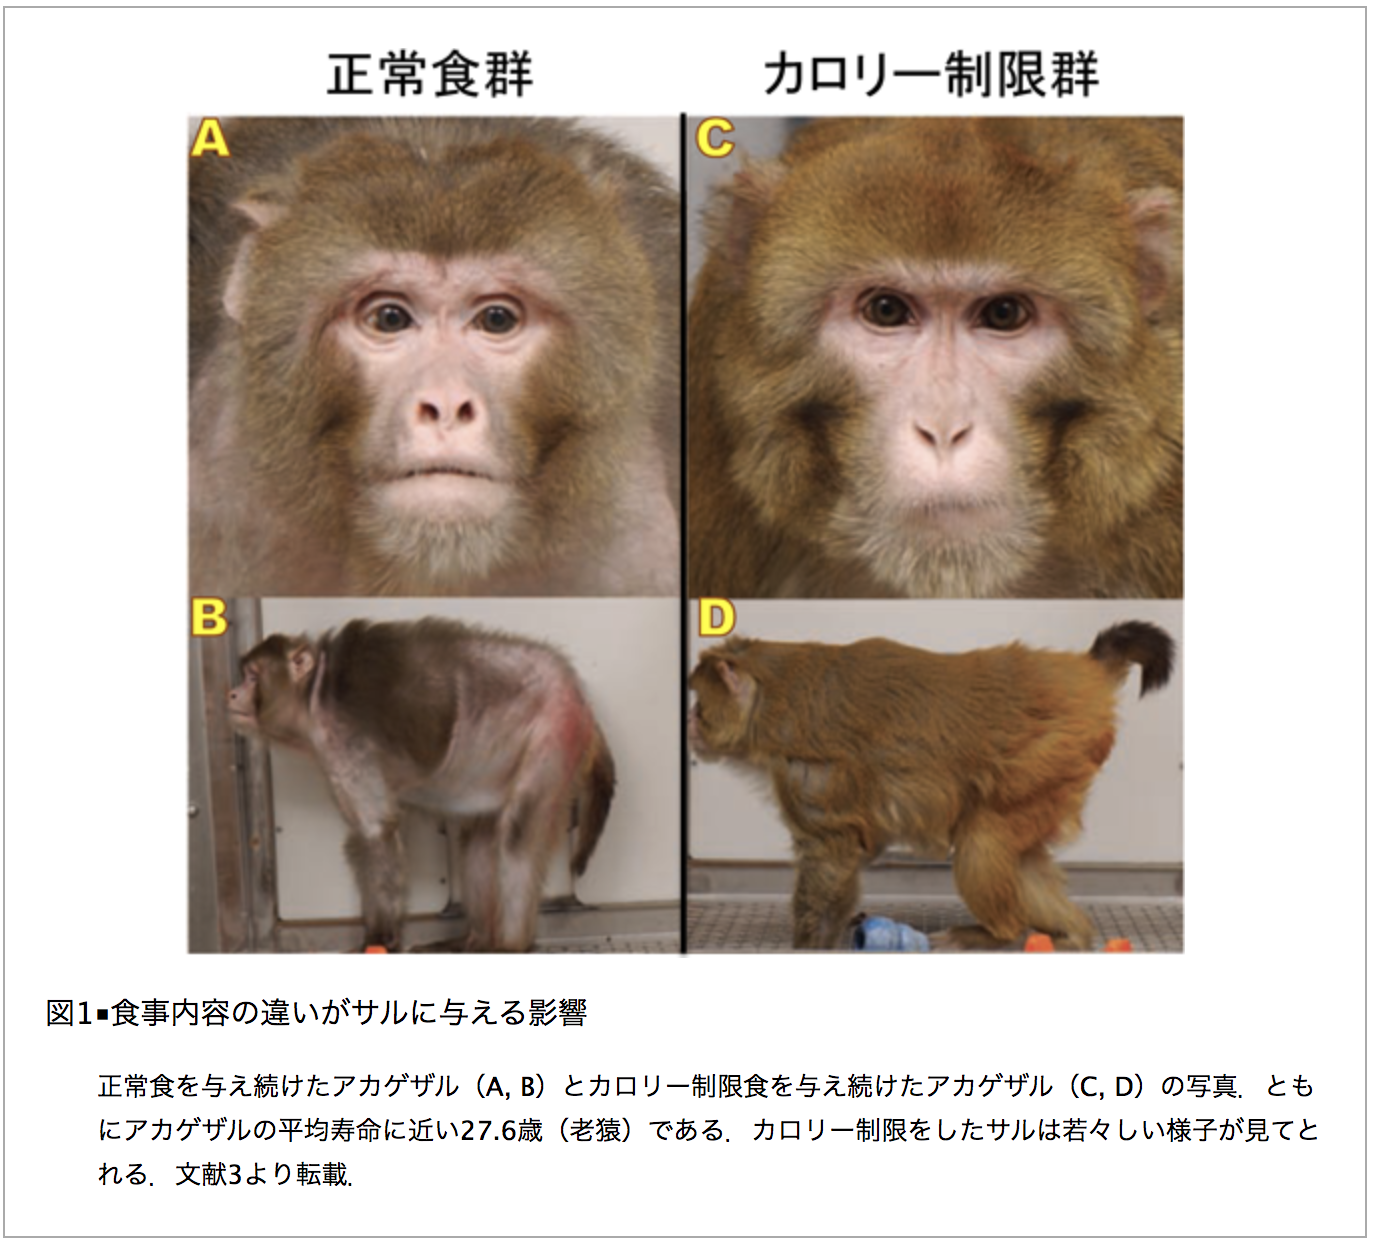 正常食群
カロリー制限群
A
C
B
D
図1▪食事内容の違いがサルに与える影響
正常食を与え続けたアカゲザル（A, B）とカロリー制限食を与え続けたアカゲザル（C, D）の写真．とも
にアカゲザルの平均寿命に近い27.6歳（老猿）である．カロリー制限をしたサルは若々しい様子が見てと
れる．文献3より転載．